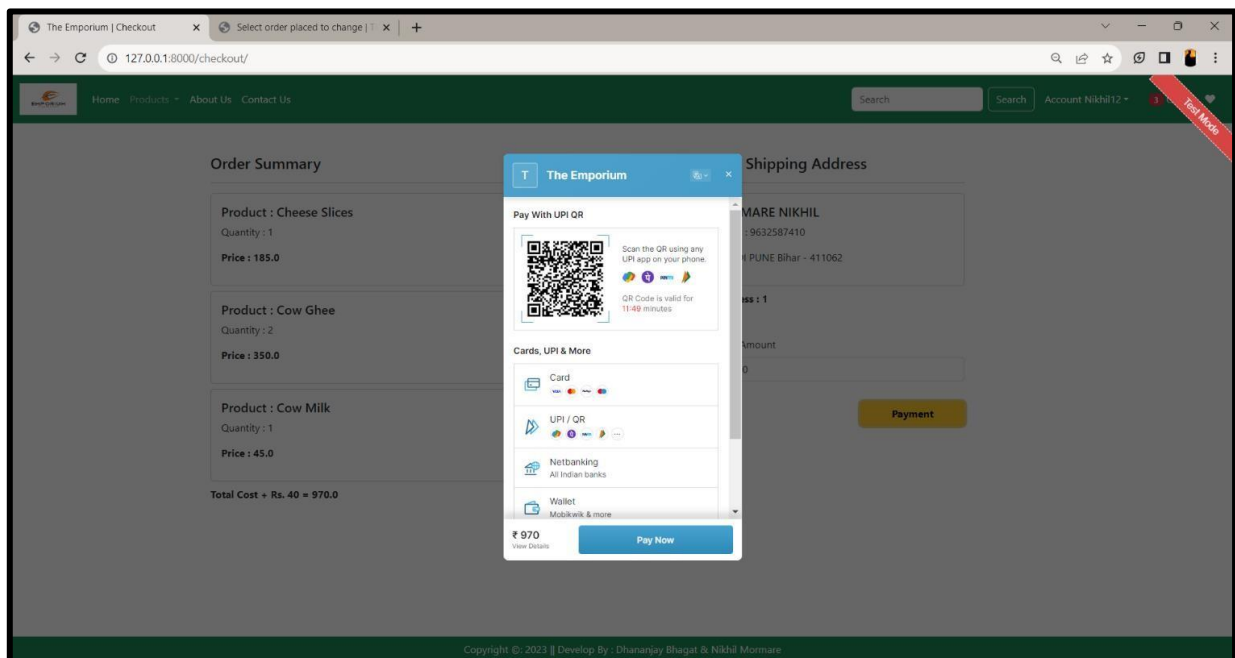 The Emporium | Checkout
Select order placed to change |
127.0.0.1:8000/checkout/
EMPORIUM
Home Products About Us Contact Us
Search
Search
Account Nikhil12
3
Test Mode
Order Summary
Product : Cheese Slices
Quantity : 1
Price : 185.0
Product : Cow Ghee
Quantity : 2
Price : 350.0
Product : Cow Milk
Quantity : 1
Price : 45.0
Total Cost + Rs. 40 = 970.0
T The Emporium
Pay With UPI QR
Scan the QR using any
UPI app on your phone.
QR Code is valid for
11:49 minutes
Cards, UPI & More
Card
UPI / QR
Netbanking
All Indian banks
Wallet
Mobikwik & more
₹ 970
View Details
Pay Now
Shipping Address
MARE NIKHIL
: 9632587410
PUNE Bihar - 411062
ss : 1
Amount
0
Payment
Copyright ©: 2023 || Develop By : Dhananjay Bhagat & Nikhil Mormare